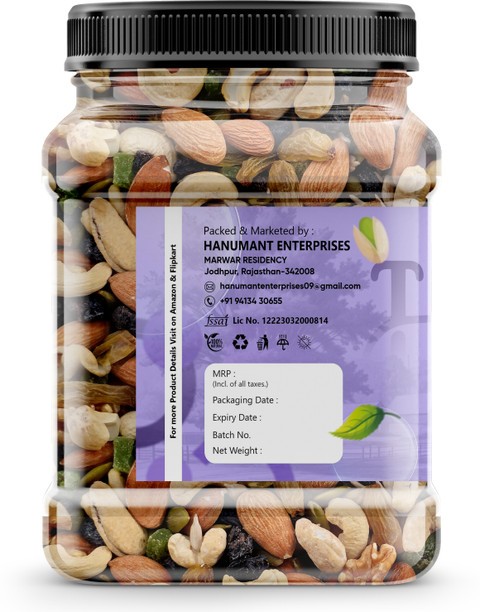 Packed & Marketed by :
HANUMANT ENTERPRISES
MARWAR RESIDENCY
Jodhpur, Rajasthan-342008
hanumantenterprises09@gmail.com
+91 94134 30655
fssai Lic No. 12223032000814
MRP :
(Incl. of all taxes.)
Packaging Date :
Expiry Date :
Batch No.
Net Weight :
For more Product Details Visit on Amazon & Flipkart
T